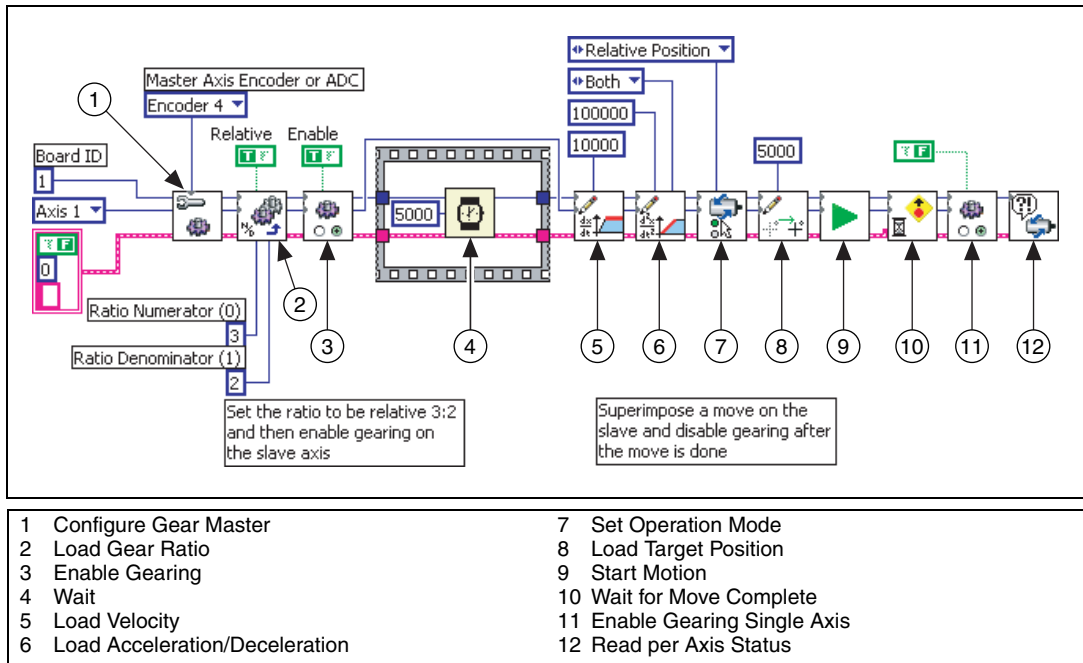 Relative Position
Master Axis Encoder or ADC
Both
Encoder 4
1
100000
Relative
Enable
10000
5000
T
T
F
Board ID
1
5000
Axis 1
F
0
Ratio Numerator (0)
3
2
3
4
5
6
7
8
9
10
11
12
Ratio Denominator (1)
2
Set the ratio to be relative 3:2
and then enable gearing on
the slave axis
Superimpose a move on the
slave and disable gearing after
the move is done
1 Configure Gear Master
2 Load Gear Ratio
3 Enable Gearing
4 Wait
5 Load Velocity
6 Load Acceleration/Deceleration
7 Set Operation Mode
8 Load Target Position
9 Start Motion
10 Wait for Move Complete
11 Enable Gearing Single Axis
12 Read per Axis Status